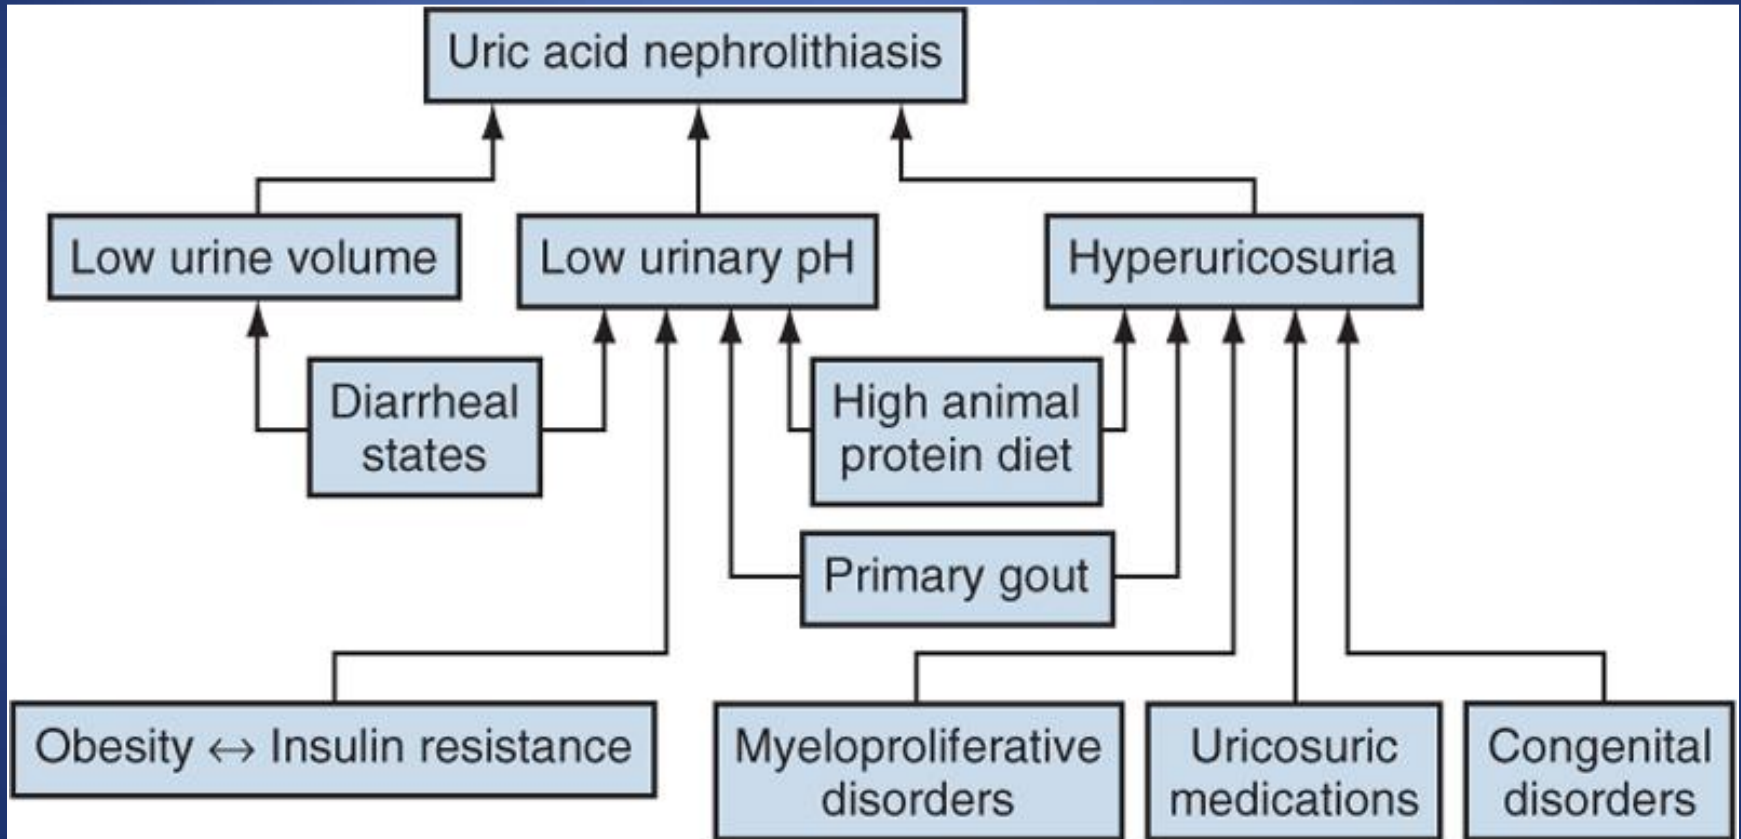 Uric acid nephrolithiasis
Low urine volume
Low urinary pH
Hyperuricosuria
Diarrheal
states
High animal
protein diet
Primary gout
Obesity ↔ Insulin resistance
Myeloproliferative
disorders
Uricosuric
medications
Congenital
disorders